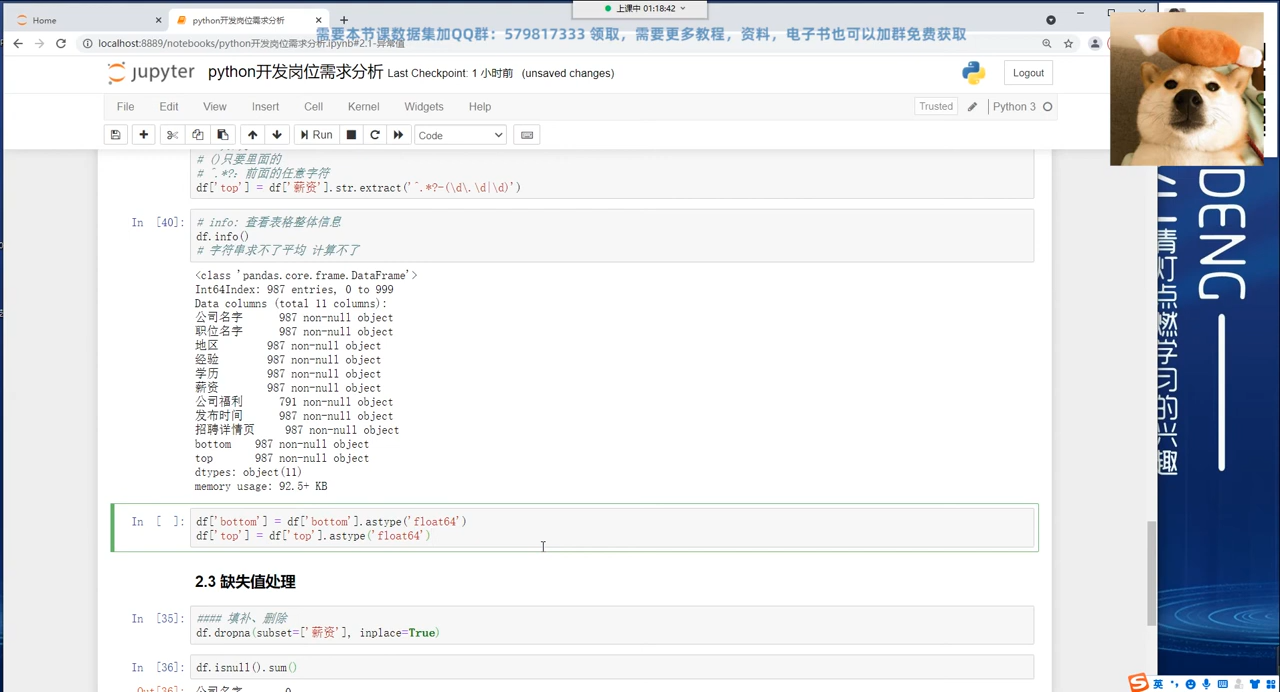 上课中 01:18:42
Home
python开发岗位需求分析
需要本节课数据集加QQ群：579817333 领取，需要更多教程，资料，电子书也可以加群免费获取
localhost:8889/notebooks/python开发岗位需求分析.ipynb#2.1-异常值
jupyter python开发岗位需求分析 Last Checkpoint: 1 小时前 (unsaved changes)
Logout
File Edit View Insert Cell Kernel Widgets Help
Trusted
Python 3
Run
Code
# ()只要里面的
# ^.*?: 前面的任意字符
df['top'] = df['薪资'].str.extract('^.*?-(\d\.\d|\d)')
In [40]:
# info: 查看表格整体信息
df.info()
# 字符串求不了平均 计算不了
<class 'pandas.core.frame.DataFrame'>
Int64Index: 987 entries, 0 to 999
Data columns (total 11 columns):
公司名字 987 non-null object
职位名字 987 non-null object
地区 987 non-null object
经验 987 non-null object
学历 987 non-null object
薪资 987 non-null object
公司福利 791 non-null object
发布时间 987 non-null object
招聘详情页 987 non-null object
bottom 987 non-null object
top 987 non-null object
dtypes: object(11)
memory usage: 92.5+ KB
In [ ]:
df['bottom'] = df['bottom'].astype('float64')
df['top'] = df['top'].astype('float64')
2.3 缺失值处理
In [35]:
#### 填补、删除
df.dropna(subset=['薪资'], inplace=True)
In [36]:
df.isnull().sum()
Out[36]:
公司名字 0
DENG
青灯点燃学习的兴趣
英